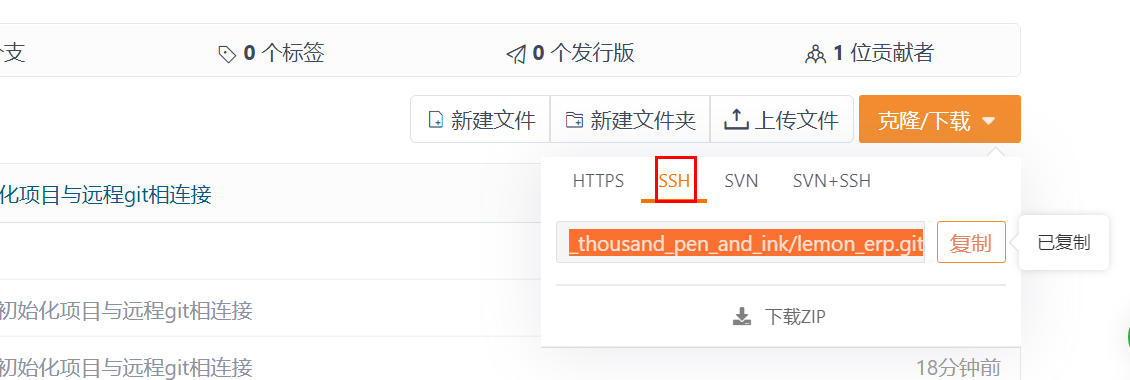 支 0 个标签 0 个发行版 1 位贡献者
新建文件 新建文件夹 上传文件 克隆/下载
化项目与远程git相连接
HTTPS SSH SVN SVN+SSH
_thousand_pen_and_ink/lemon_erp.git 复制 已复制
初始化项目与远程git相连接
下载ZIP
初始化项目与远程git相连接 18分钟前